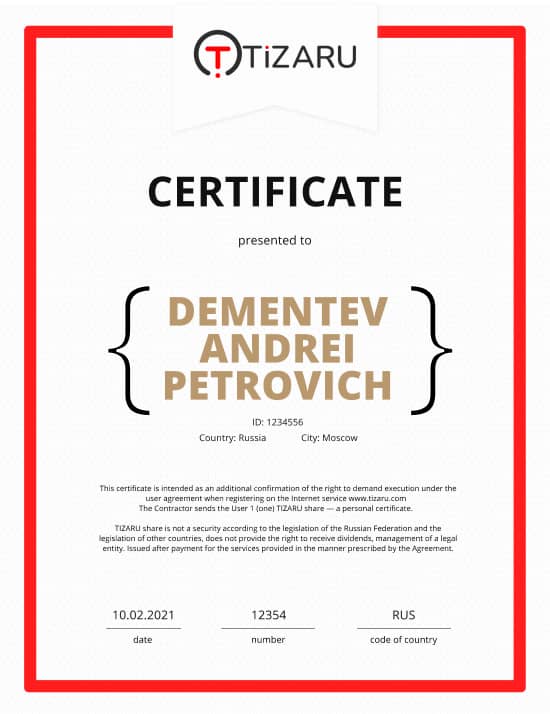 TiZARU
CERTIFICATE
presented to
DEMENTEV
ANDREI
PETROVICH
ID: 1234556
Country: Russia City: Moscow
This certificate is intended as an additional confirmation of the right to demand execution under the
user agreement when registering on the Internet service www.tizaru.com
The Contractor sends the User 1 (one) TIZARU share — a personal certificate.
TIZARU share is not a security according to the legislation of the Russian Federation and the
legislation of other countries, does not provide the right to receive dividends, management of a legal
entity. Issued after payment for the services provided in the manner prescribed by the Agreement.
10.02.2021 12354 RUS
date number code of country